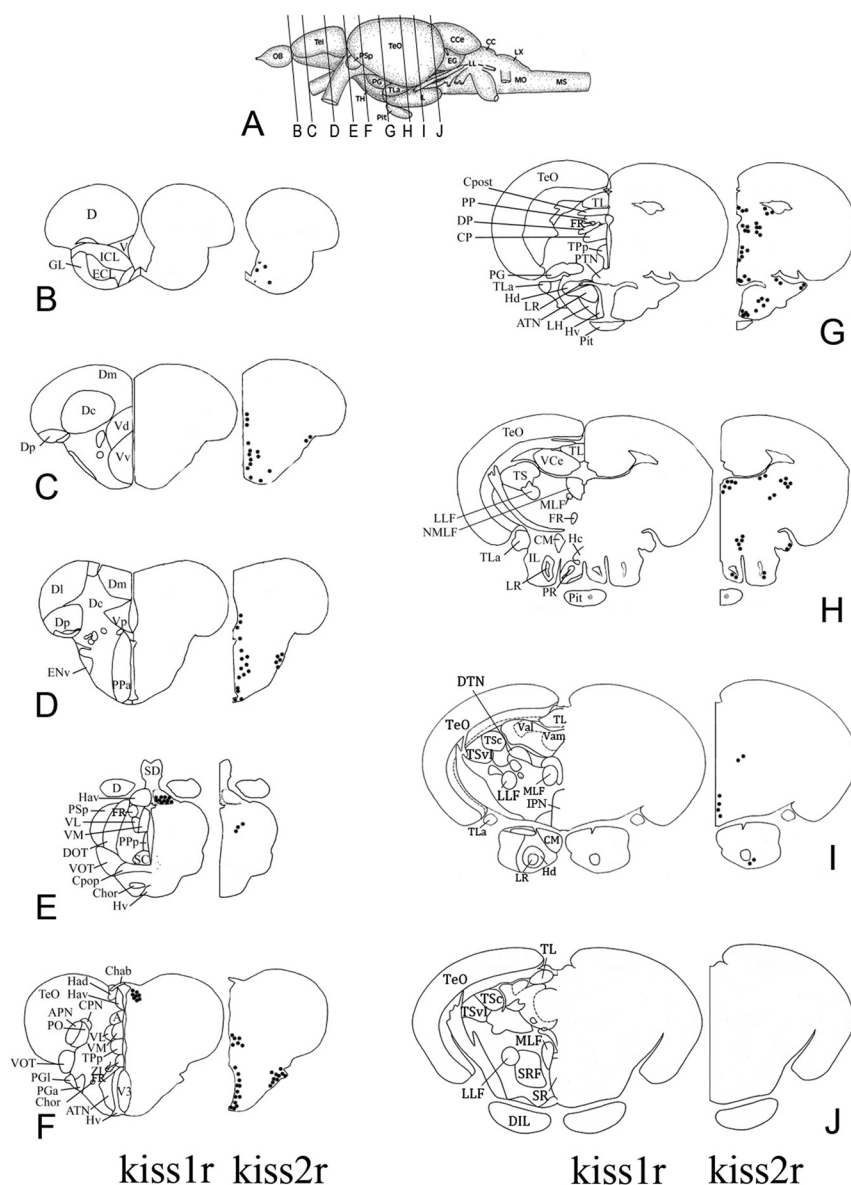 OB
Tel
PSp
TeO
CCe
EG
CC
LX
LL
MO
MS
PG
TLa
TH
IL
Pit
A
B C D E F G H I J
D
V
ICL
GL
ECL
B
Dm
Dc
Vd
Dp
Vv
C
Dl
Dm
Dc
Dp
Vp
ENv
PPa
D
SD
D
Hav
PSp
FR
VL
VM
PPp
DOT
SC
VOT
Cpop
Chor
Hv
E
Chab
Had
TeO
Hav
CPN
APN
A
PO
VL
VM
VOT
TPp
ZL
PGl
FR
PGa
V3
Chor
ATN
Hv
F
TeO
Cpost
PP
TL
DP
FR
CP
TPp
PTN
PG
TLa
Hd
LR
ATN
LH
Hv
Pit
G
TeO
TL
VCe
TS
MLF
LLF
NMLF
FR
CM
Hc
TLa
IL
LR
PR
Pit
H
DTN
TeO
TL
Val
TSc
Vam
TSvl
MLF
LLF
IPN
TLa
CM
LR
Hd
I
TL
TeO
TSc
TSvl
MLF
SRF
LLF
SR
DIL
J
kiss1r kiss2r
kiss1r kiss2r